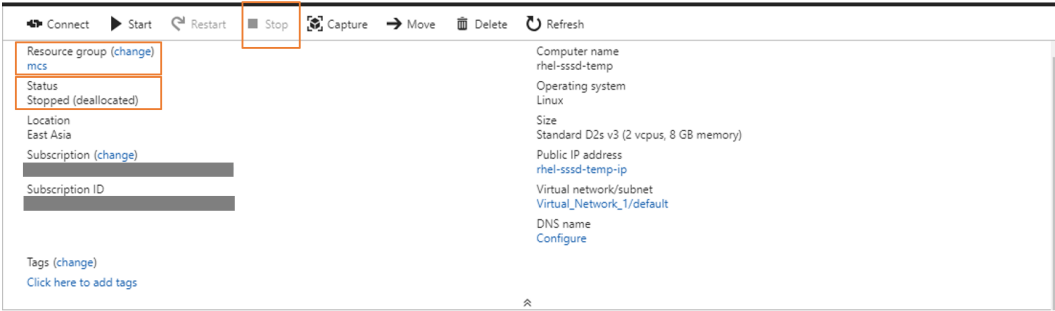 Connect Start Restart Stop Capture Move Delete Refresh
Resource group (change)
mcs
Status
Stopped (deallocated)
Location
East Asia
Subscription (change)
Subscription ID
Tags (change)
Click here to add tags
Computer name
rhel-sssd-temp
Operating system
Linux
Size
Standard D2s v3 (2 vcpus, 8 GB memory)
Public IP address
rhel-sssd-temp-ip
Virtual network/subnet
Virtual_Network_1/default
DNS name
Configure